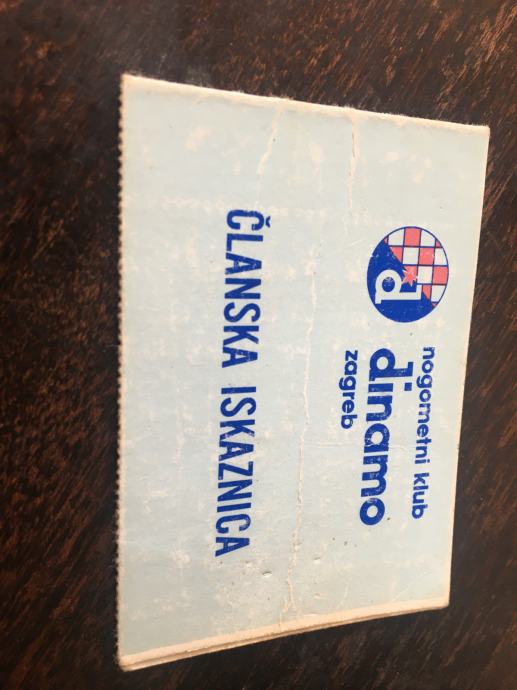 nogometni klub
dinamo
zagreb
ČLANSKA ISKAZNICA